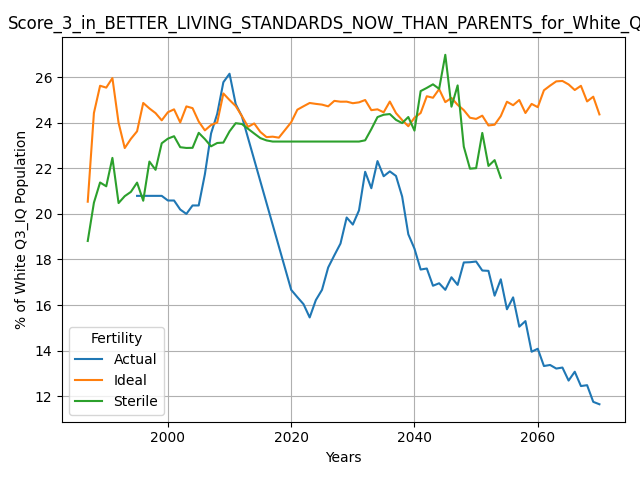 Score_3_in_BETTER_LIVING_STANDARDS_NOW_THAN_PARENTS_for_White_Q
% of White Q3_IQ Population
26
24
22
20
18
16
14
12
Fertility
Actual
Ideal
Sterile
2000
2020
2040
2060
Years